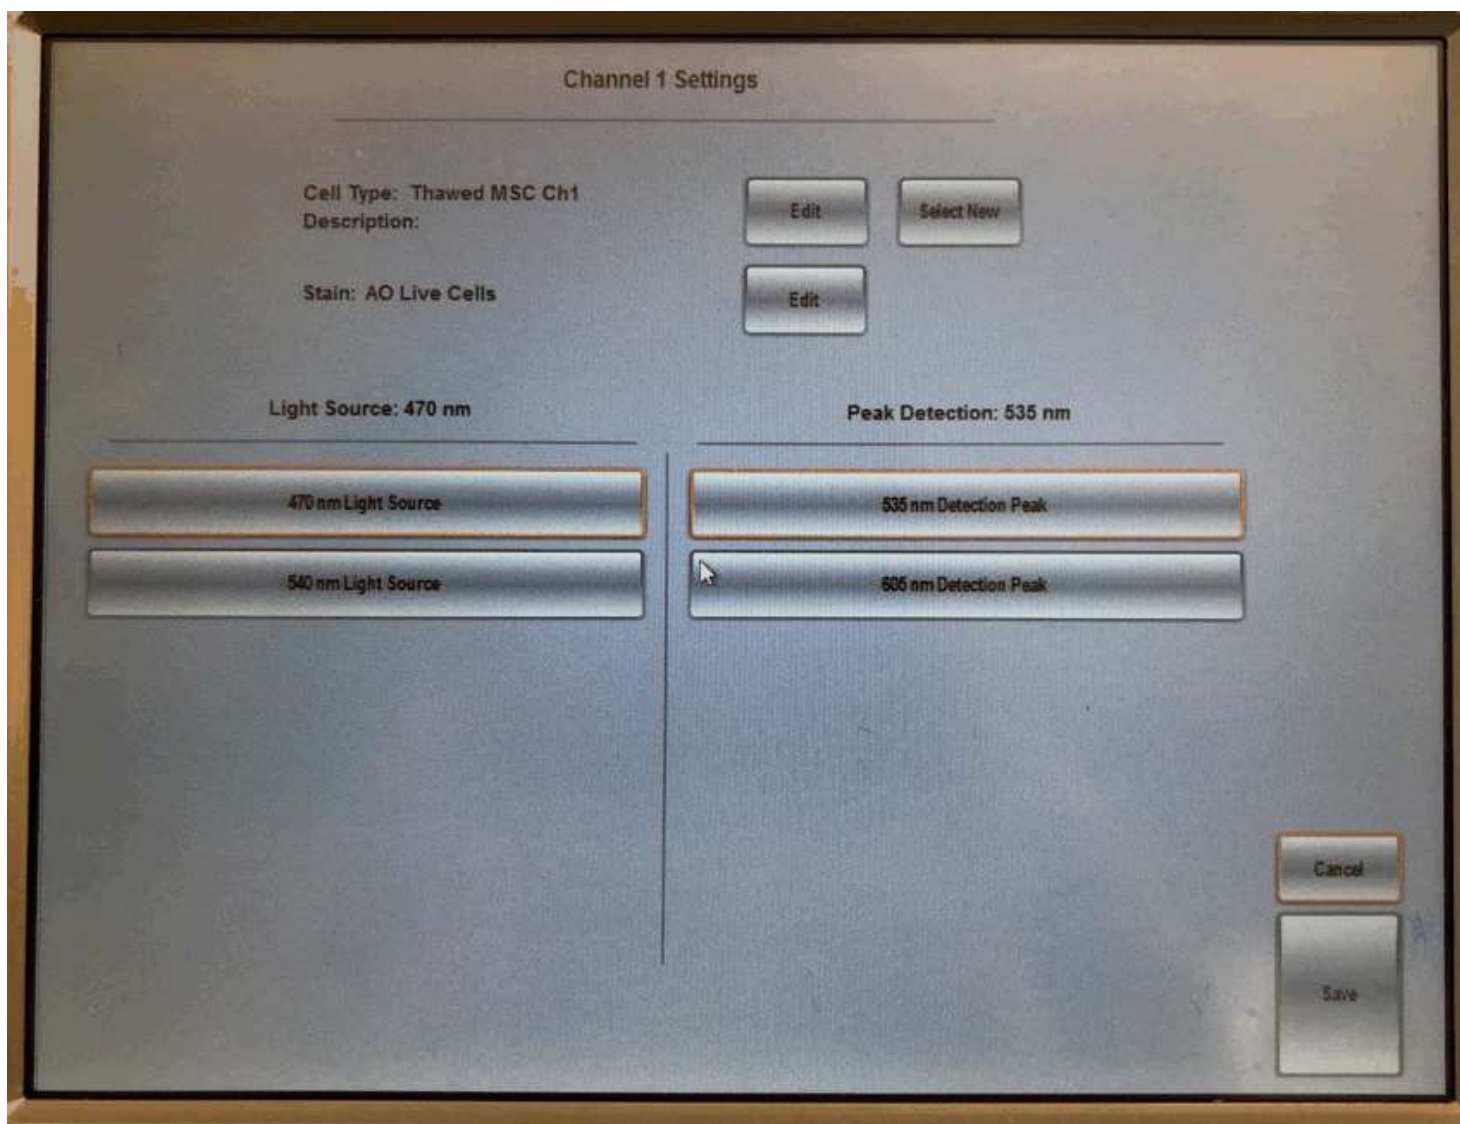 Channel 1 Settings
Cell Type: Thawed MSC Ch1
Description:
Edit
Select New
Stain: AO Live Cells
Edit
Light Source: 470 nm
Peak Detection: 535 nm
470 nm Light Source
535 nm Detection Peak
540 nm Light Source
605 nm Detection Peak
Cancel
Save